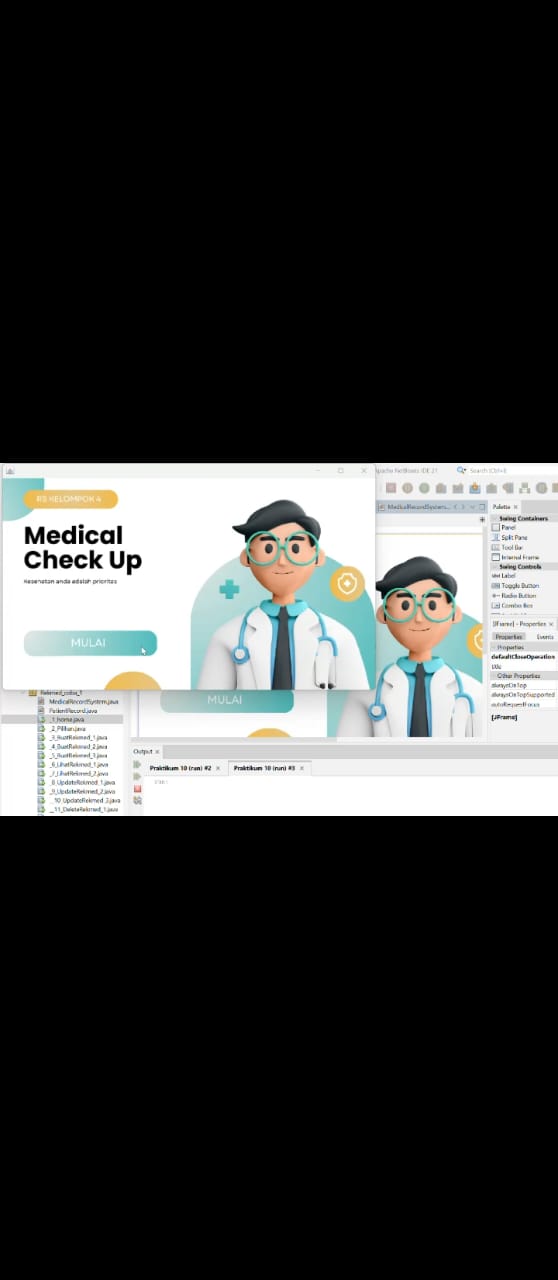 RS KELOMPOK 4
Medical
Check Up
Kesehatan anda adalah prioritas
MULAI
Apache NetBeans IDE 21
Search (Ctrl+I)
MedicalRecordSystem...
Palette
Swing Containers
Panel
Split Pane
Tool Bar
Internal Frame
Swing Controls
Label
Toggle Button
Radio Button
Combo Box
[JFrame] - Properties
Properties
Events
Properties
defaultCloseOperation
title
Other Properties
alwaysOnTop
alwaysOnTopSupported
autoRequestFocus
[JFrame]
MULAI
Rekmed_coba_1
MedicalRecordSystem.java
PatientRecord.java
_1_home.java
_2_Pilihan.java
_3_BuatRekmed_1.java
_4_BuatRekmed_2.java
_5_BuatRekmed_3.java
_6_LihatRekmed_1.java
_7_LihatRekmed_2.java
_8_UpdateRekmed_1.java
_9_UpdateRekmed_2.java
__10_UpdateRekmed_3.java
__11_DeleteRekmed_1.java
Output
Praktikum 10 (run) #2
Praktikum 10 (run) #3
run: